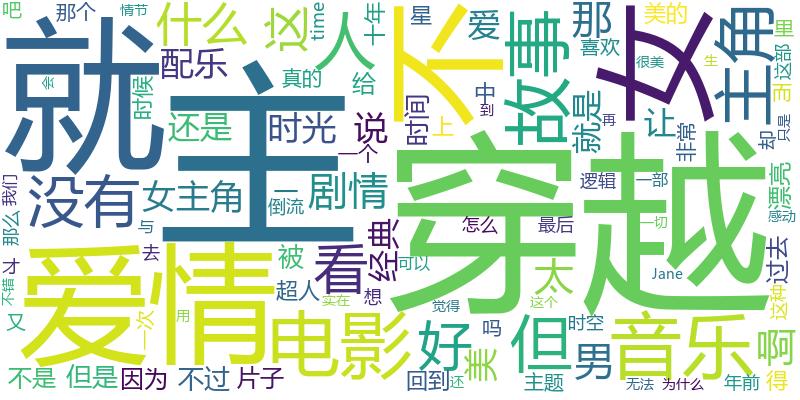 吧
那个
情节
什么
这
time
人
十年
星
爱
不
故事
那
喜欢
女
美的
很美
主角
里
这部
而
生
就
会
主
时候
配乐
真的
给
中
到
还是
时光
说
时间
上
就是
再
让
非常
却
只是
没有
我们
那么
女主角
一
倒流
剧情
一个
穿越
逻辑
一部
漂亮
感动
与
去
被
看
经典
怎么
最后
一切
过去
才
不错
又
爱情
一次
用
超人
实在
想
可以
觉得
太
这个
Jane
这种
电影
好
吗
美
但
时空
男
音乐
啊
不是
但是
因为
不过
片子
回到
还
主题
无法
为什么
年前
得